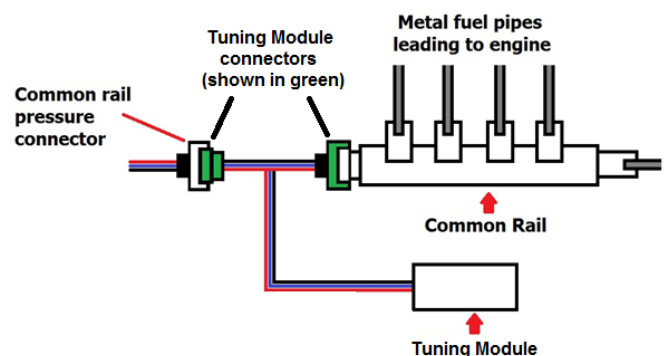 Metal fuel pipes
leading to engine
Tuning Module
connectors
(shown in green)
Common rail
pressure
connector
Common Rail
Tuning Module